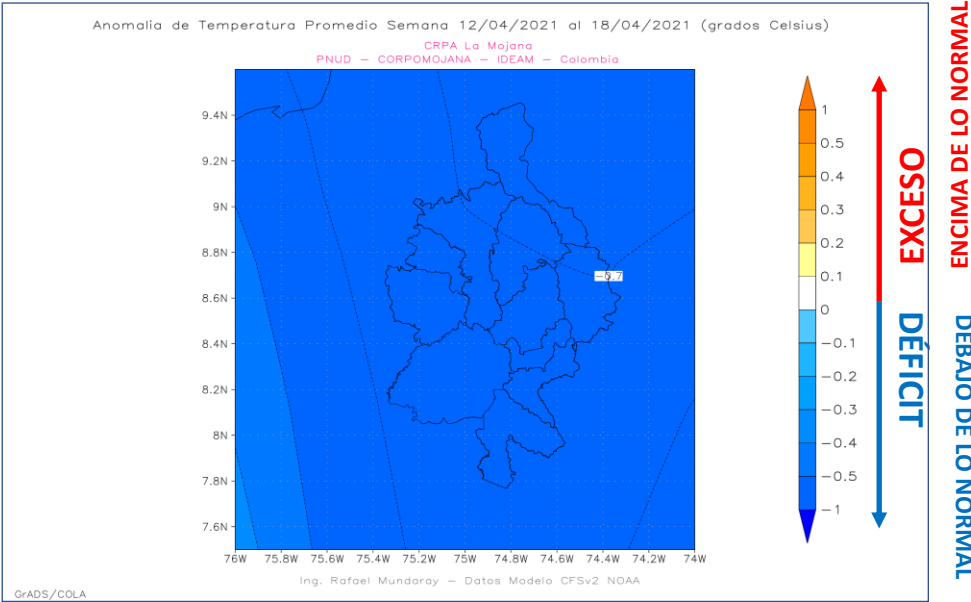 Anomalia de Temperatura Promedio Semana 12/04/2021 al 18/04/2021 (grados Celsius)
CRPA La Mojana
PNUD — CORPOMOJANA — IDEAM — Colombia
9.4N
9.2N
9N
8.8N
8.6N
8.4N
8.2N
8N
7.8N
7.6N
76W 75.8W 75.6W 75.4W 75.2W 75W 74.8W 74.6W 74.4W 74.2W 74W
-0.7
1
0.5
0.4
0.3
0.2
0.1
0
-0.1
-0.2
-0.3
-0.4
-0.5
-1
EXCESO
DÉFICIT
ENCIMA DE LO NORMAL
DEBAJO DE LO NORMAL
Ing. Rafael Mundaray — Datos Modelo CFSv2 NOAA
GrADS/COLA